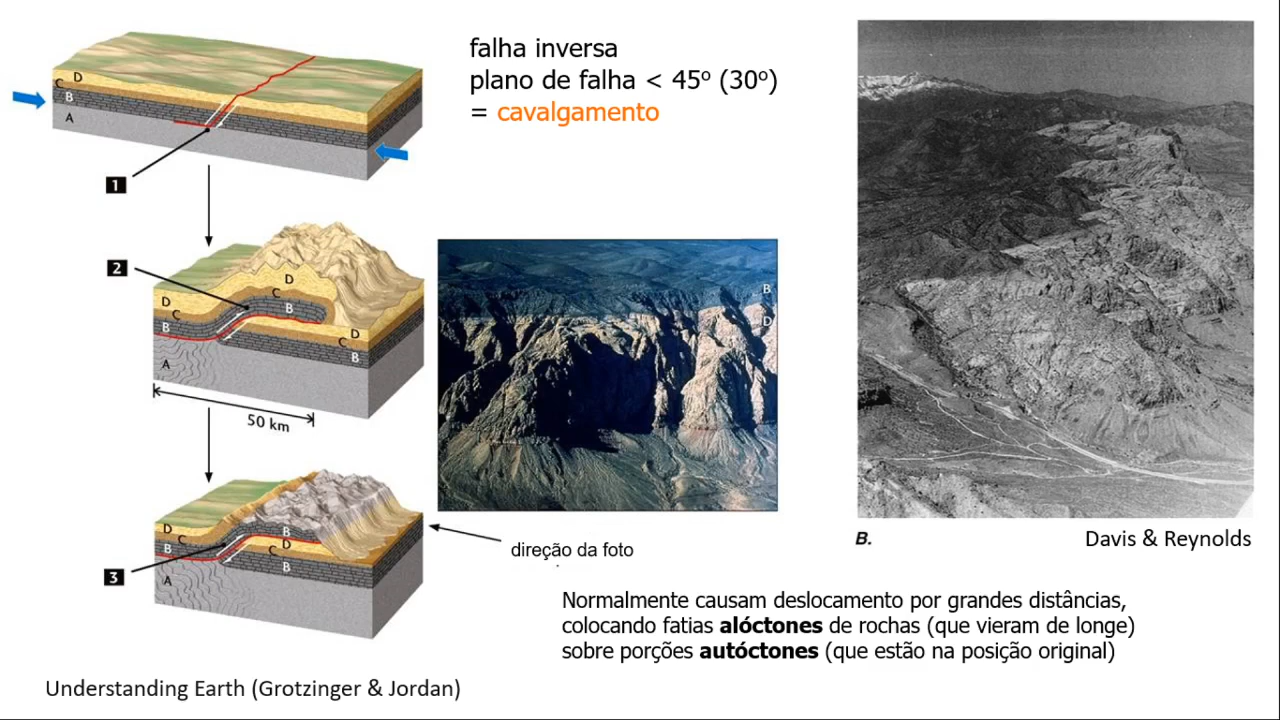 falha inversa
plano de falha < 45º (30º)
= cavalgamento
D
C
B
A
1
2
D
C
B
D
C
B
A
D
C
B
50 km
B
D
3
D
C
B
A
B
D
C
B
direção da foto
B.
Davis & Reynolds
Normalmente causam deslocamento por grandes distâncias,
colocando fatias alóctones de rochas (que vieram de longe)
sobre porções autóctones (que estão na posição original)
Understanding Earth (Grotzinger & Jordan)